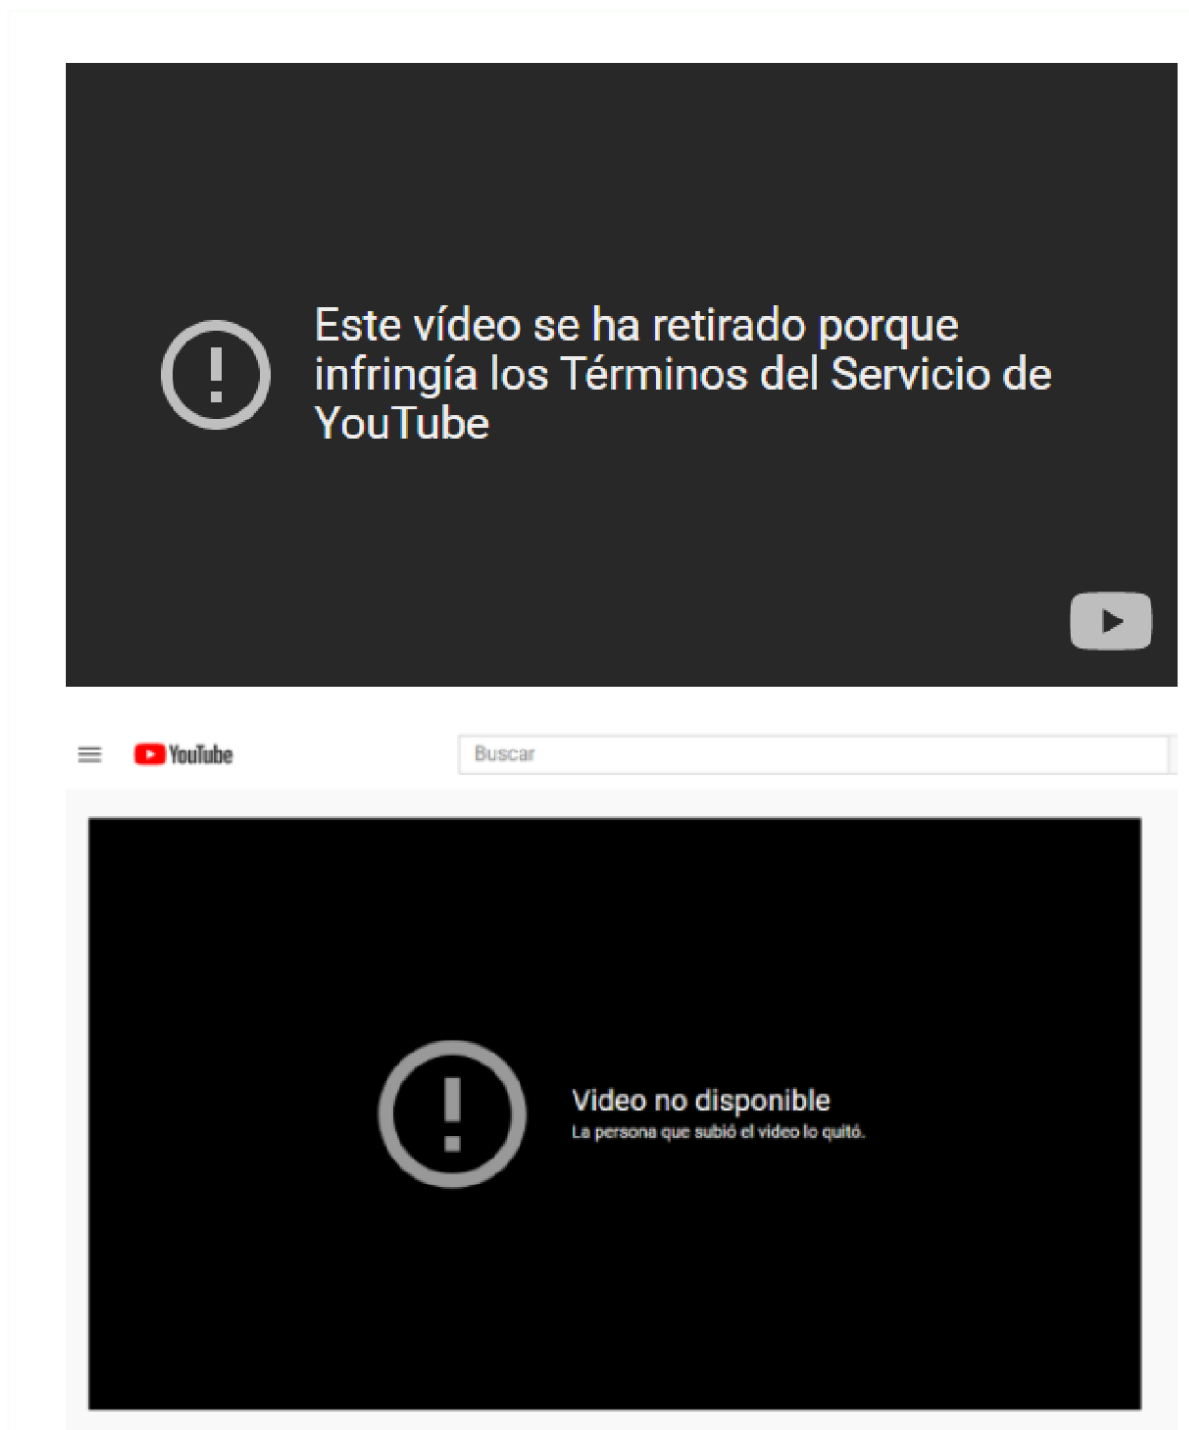 Este vídeo se ha retirado porque
infringía los Términos del Servicio de
YouTube
YouTube
Buscar
Video no disponible
La persona que subió el video lo quitó.